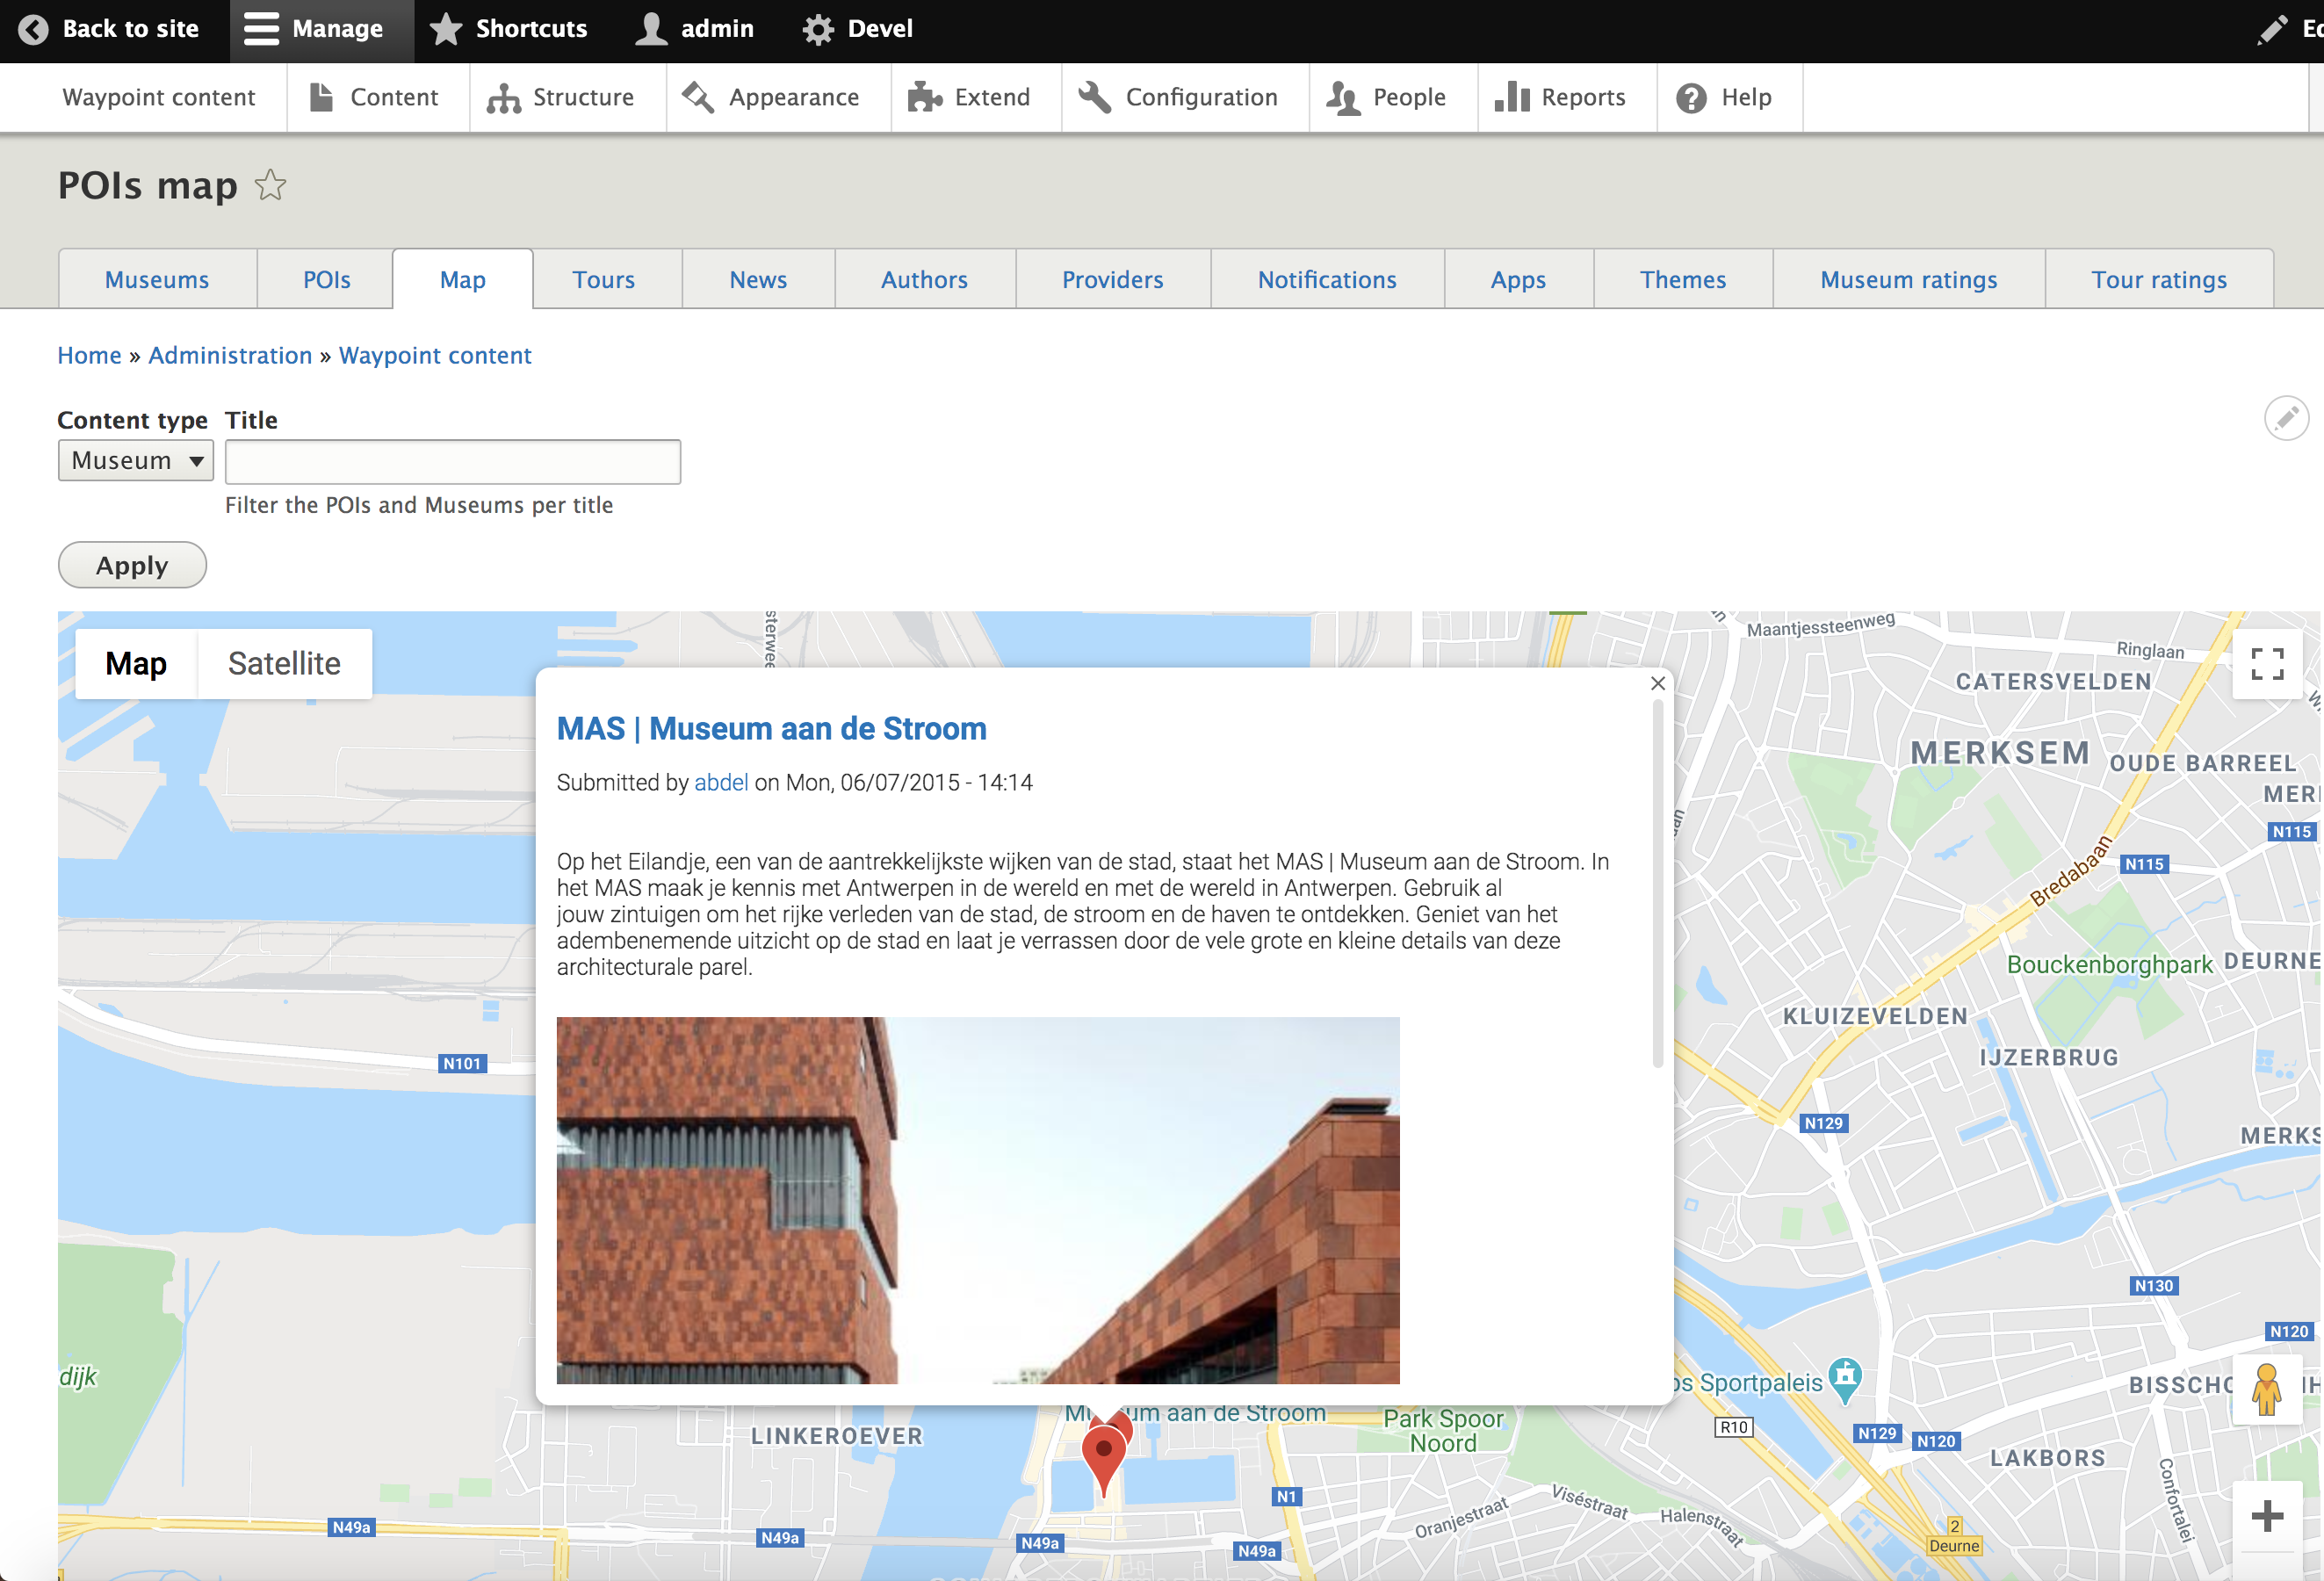 Back to site Manage Shortcuts admin Devel
Waypoint content Content Structure Appearance Extend Configuration People Reports Help
POIs map
Museums POIs Map Tours News Authors Providers Notifications Apps Themes Museum ratings Tour ratings
Home » Administration » Waypoint content
Content type Title
Museum
Filter the POIs and Museums per title
Apply
Map Satellite
Maantjessteenweg
Ringlaan
CATERSVELDEN
MERKSEM
OUDE BARREEL
N115
N115
Bredabaan
Bouckenborghpark
DEURNE
KLUIZEVELDEN
IJZERBRUG
N129
N130
N120
MAS | Museum aan de Stroom
Submitted by abdel on Mon, 06/07/2015 - 14:14
Op het Eilandje, een van de aantrekkelijkste wijken van de stad, staat het MAS | Museum aan de Stroom. In
het MAS maak je kennis met Antwerpen in de wereld en met de wereld in Antwerpen. Gebruik al
jouw zintuigen om het rijke verleden van de stad, de stroom en de haven te ontdekken. Geniet van het
adembenemende uitzicht op de stad en laat je verrassen door de vele grote en kleine details van deze
architecturale parel.
N101
dijk
Sportpaleis
LINKEROEVER
aan de Stroom
Park Spoor
Noord
R10
N129
N120
LAKBORS
Confortalei
N1
Viséstraat
Oranjestraat
Halenstraat
N49a
N49a
N49a
N49a
2
Deurne